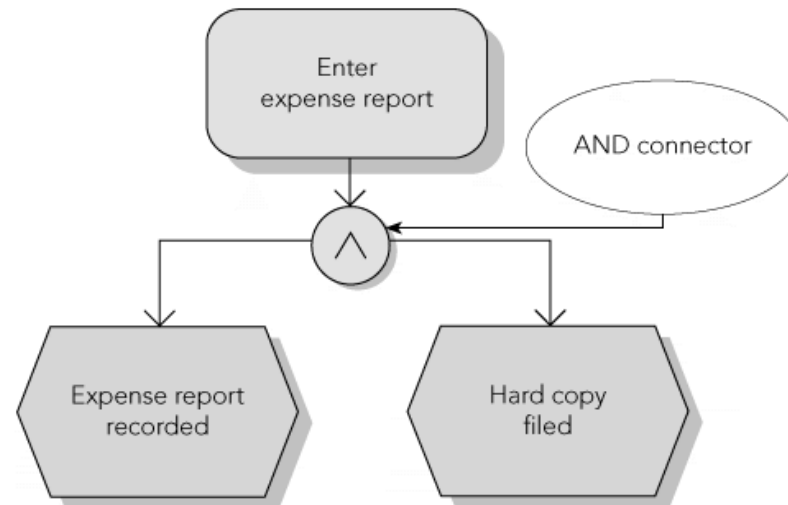 Enter
expense report
AND connector
∧
Expense report
recorded
Hard copy
filed